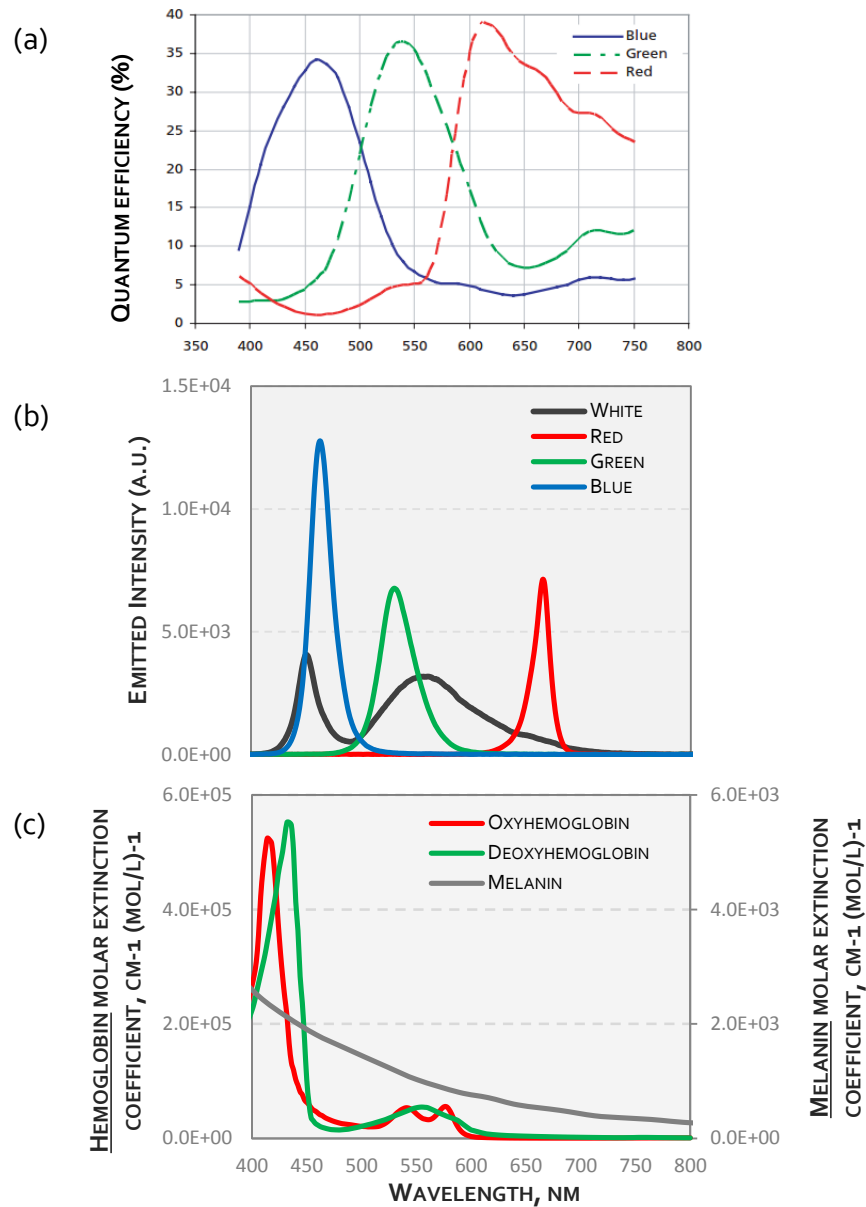 (a)
QUANTUM EFFICIENCY (%)
40
35
30
25
20
15
10
5
0
350 400 450 500 550 600 650 700 750 800
Blue
Green
Red
(b)
EMITTED INTENSITY (A.U.)
1.5E+04
1.0E+04
5.0E+03
0.0E+00
WHITE
RED
GREEN
BLUE
(c)
HEMOGLOBIN MOLAR EXTINCTION
COEFFICIENT, CM-1 (MOL/L)-1
6.0E+05
4.0E+05
2.0E+05
0.0E+00
OXYHEMOGLOBIN
DEOXYHEMOGLOBIN
MELANIN
6.0E+03
4.0E+03
2.0E+03
0.0E+00
MELANIN MOLAR EXTINCTION
COEFFICIENT, CM-1 (MOL/L)-1
400 450 500 550 600 650 700 750 800
WAVELENGTH, NM